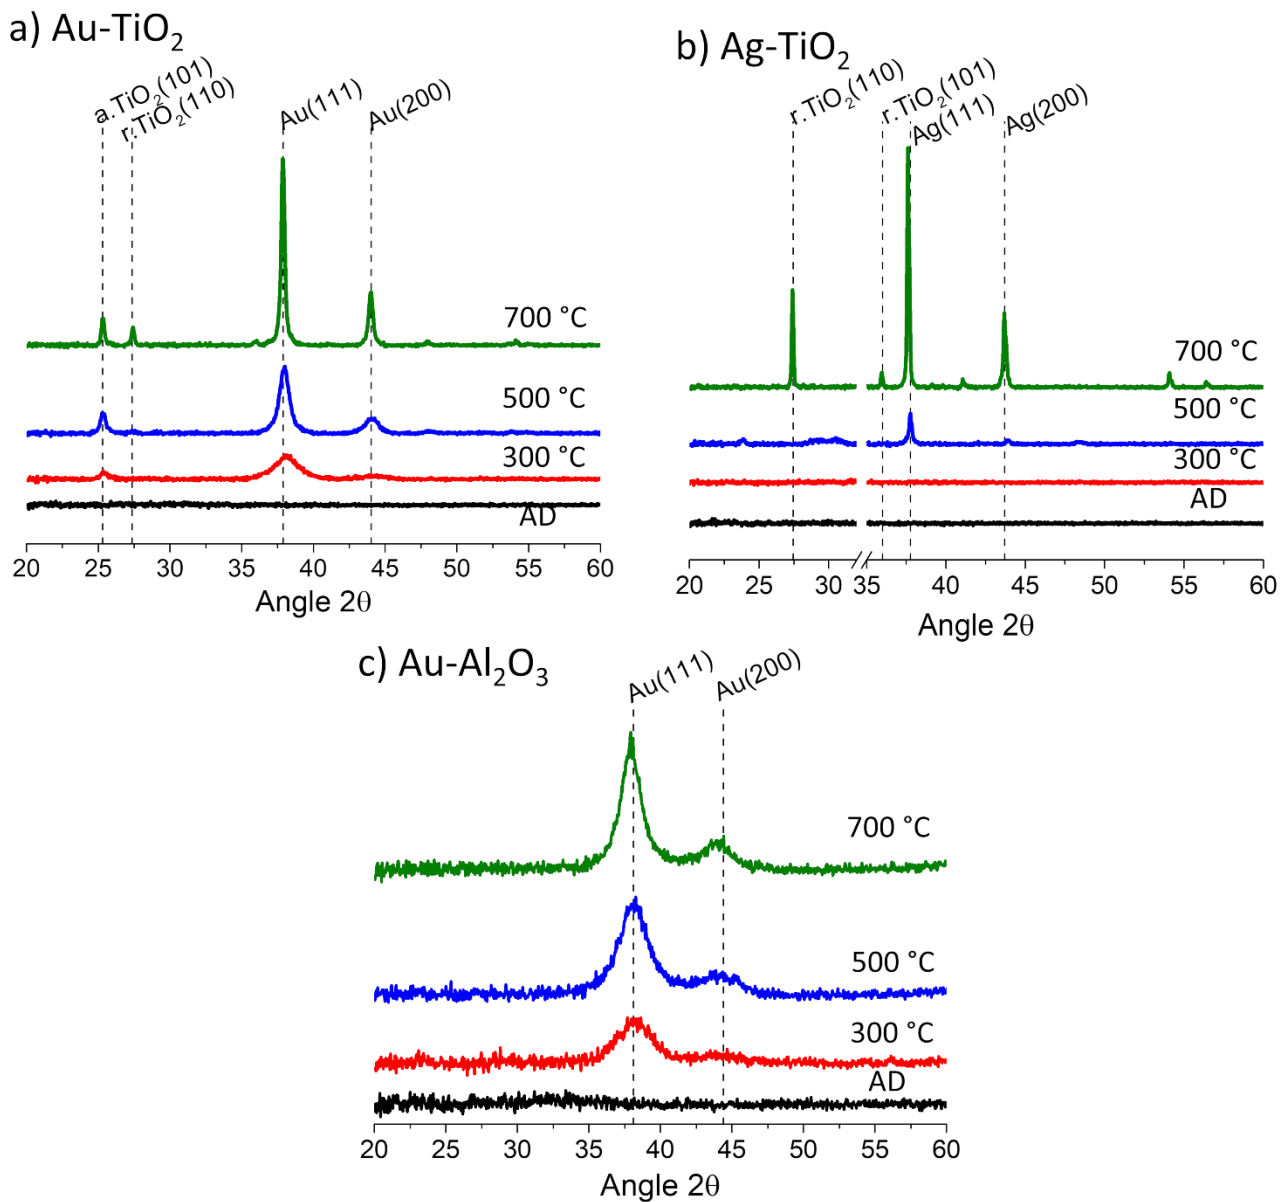 a) Au-TiO₂
a.TiO₂(101)
r.TiO₂(110)
Au(111)
Au(200)
700 °C
500 °C
300 °C
AD
20 25 30 35 40 45 50 55 60
Angle 2θ
b) Ag-TiO₂
r.TiO₂(110)
r.TiO₂(101)
Ag(111)
Ag(200)
700 °C
500 °C
300 °C
AD
20 25 30 35 40 45 50 55 60
Angle 2θ
c) Au-Al₂O₃
Au(111)
Au(200)
700 °C
500 °C
300 °C
AD
20 25 30 35 40 45 50 55 60
Angle 2θ